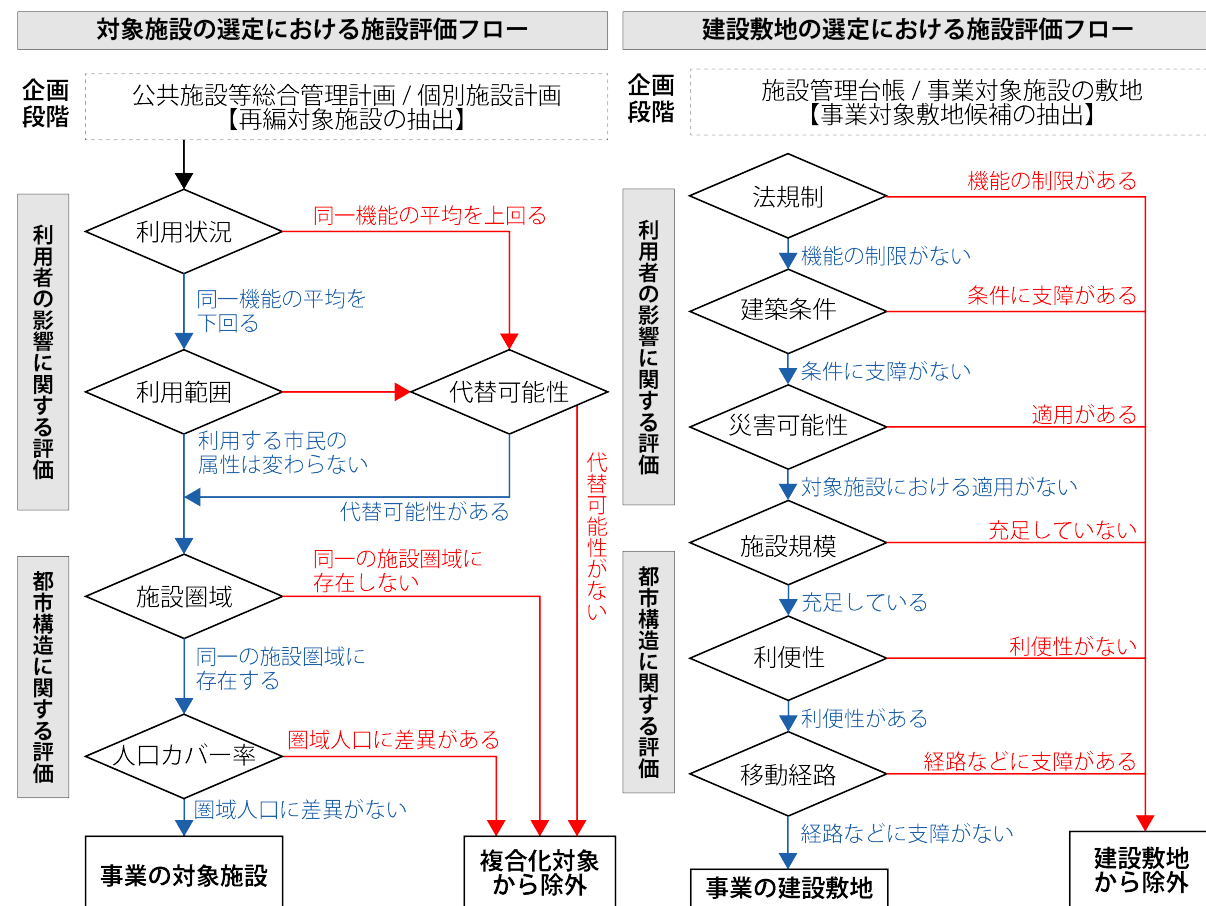 対象施設の選定における施設評価フロー
企画
段階
公共施設等総合管理計画 / 個別施設計画
【再編対象施設の抽出】
利用者の影響に関する評価
利用状況
同一機能の平均を上回る
同一機能の平均を
下回る
利用範囲
代替可能性
利用する市民の
属性は変わらない
代替可能性がある
代替可能性がない
都市構造に関する評価
施設圏域
同一の施設圏域に
存在しない
同一の施設圏域に
存在する
人口カバー率
圏域人口に差異がある
圏域人口に差異がない
事業の対象施設
複合化対象
から除外
建設敷地の選定における施設評価フロー
企画
段階
施設管理台帳 / 事業対象施設の敷地
【事業対象敷地候補の抽出】
利用者の影響に関する評価
法規制
機能の制限がある
機能の制限がない
建築条件
条件に支障がある
条件に支障がない
災害可能性
適用がある
対象施設における適用がない
都市構造に関する評価
施設規模
充足していない
充足している
利便性
利便性がない
利便性がある
移動経路
経路などに支障がある
経路などに支障がない
事業の建設敷地
建設敷地
から除外